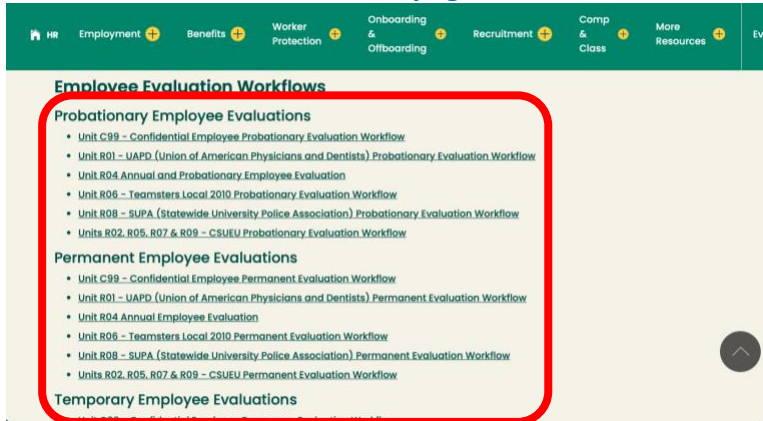 HR
Employment
Benefits
Worker
Protection
Onboarding
&
Offboarding
Recruitment
Comp
&
Class
More
Resources
Ev
Employee Evaluation Workflows
Probationary Employee Evaluations
• Unit C99 - Confidential Employee Probationary Evaluation Workflow
• Unit R01 - UAPD (Union of American Physicians and Dentists) Probationary Evaluation Workflow
• Unit R04 Annual and Probationary Employee Evaluation
• Unit R06 - Teamsters Local 2010 Probationary Evaluation Workflow
• Unit R08 - SUPA (Statewide University Police Association) Probationary Evaluation Workflow
• Units R02, R05, R07 & R09 - CSUEU Probationary Evaluation Workflow
Permanent Employee Evaluations
• Unit C99 - Confidential Employee Permanent Evaluation Workflow
• Unit R01 - UAPD (Union of American Physicians and Dentists) Permanent Evaluation Workflow
• Unit R04 Annual Employee Evaluation
• Unit R06 - Teamsters Local 2010 Permanent Evaluation Workflow
• Unit R08 - SUPA (Statewide University Police Association) Permanent Evaluation Workflow
• Units R02, R05, R07 & R09 - CSUEU Permanent Evaluation Workflow
Temporary Employee Evaluations